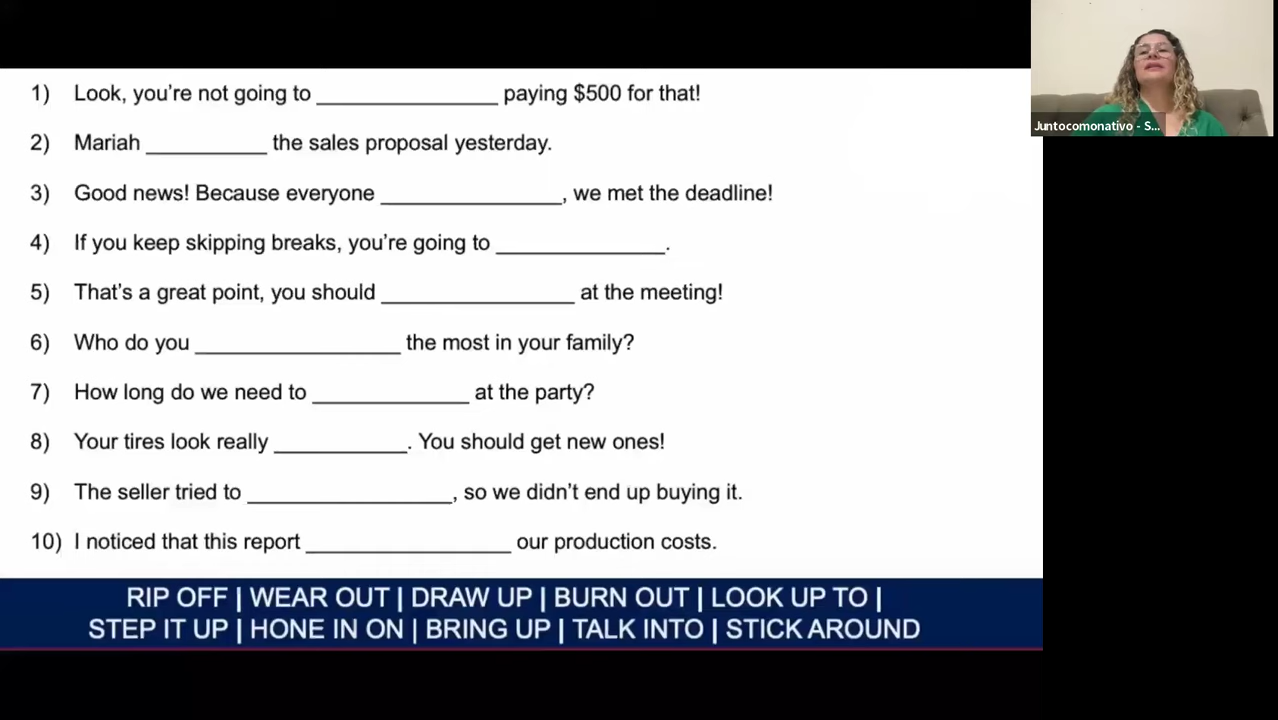 1) Look, you're not going to _______________ paying $500 for that!
2) Mariah __________ the sales proposal yesterday.
3) Good news! Because everyone _______________, we met the deadline!
4) If you keep skipping breaks, you're going to ______________.
5) That's a great point, you should ________________ at the meeting!
6) Who do you _________________ the most in your family?
7) How long do we need to _____________ at the party?
8) Your tires look really ___________. You should get new ones!
9) The seller tried to _________________, so we didn't end up buying it.
10) I noticed that this report _________________ our production costs.
RIP OFF | WEAR OUT | DRAW UP | BURN OUT | LOOK UP TO |
STEP IT UP | HONE IN ON | BRING UP | TALK INTO | STICK AROUND
Juntocomonativo - S...